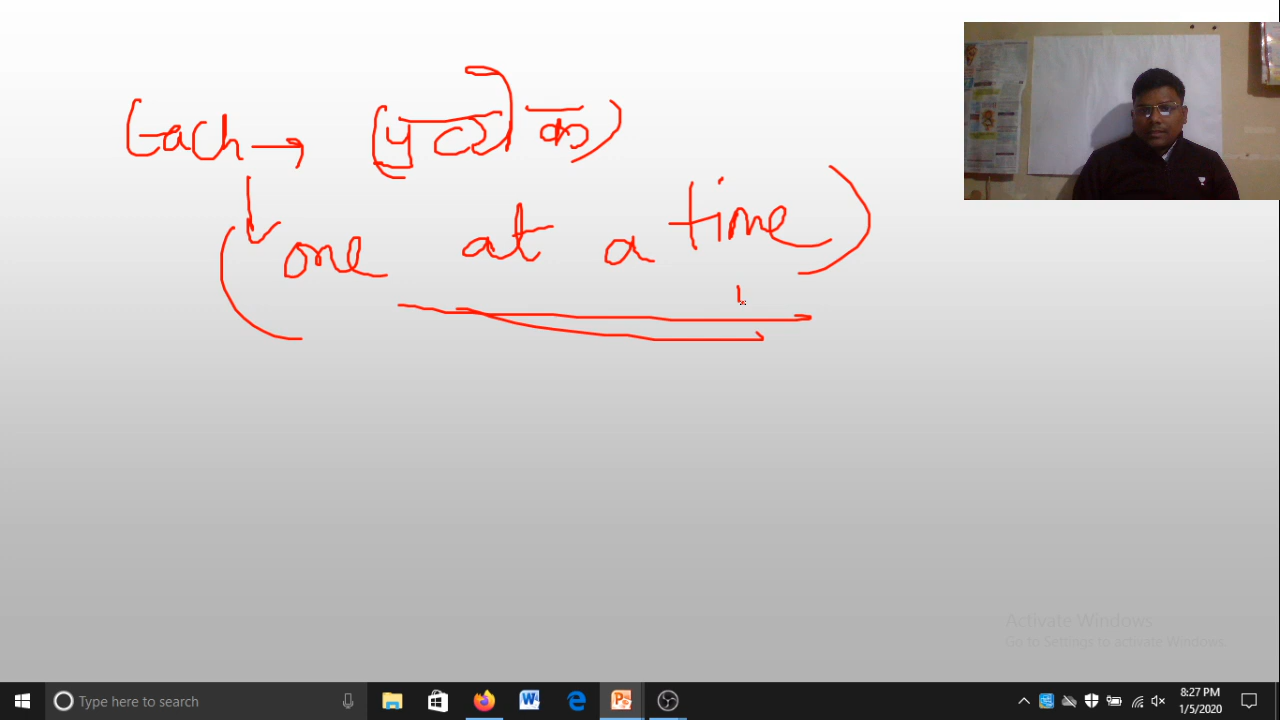 Each → (प्रत्येक)
one at a time
Activate Windows
Go to Settings to activate Windows.
Type here to search
8:27 PM
1/5/2020